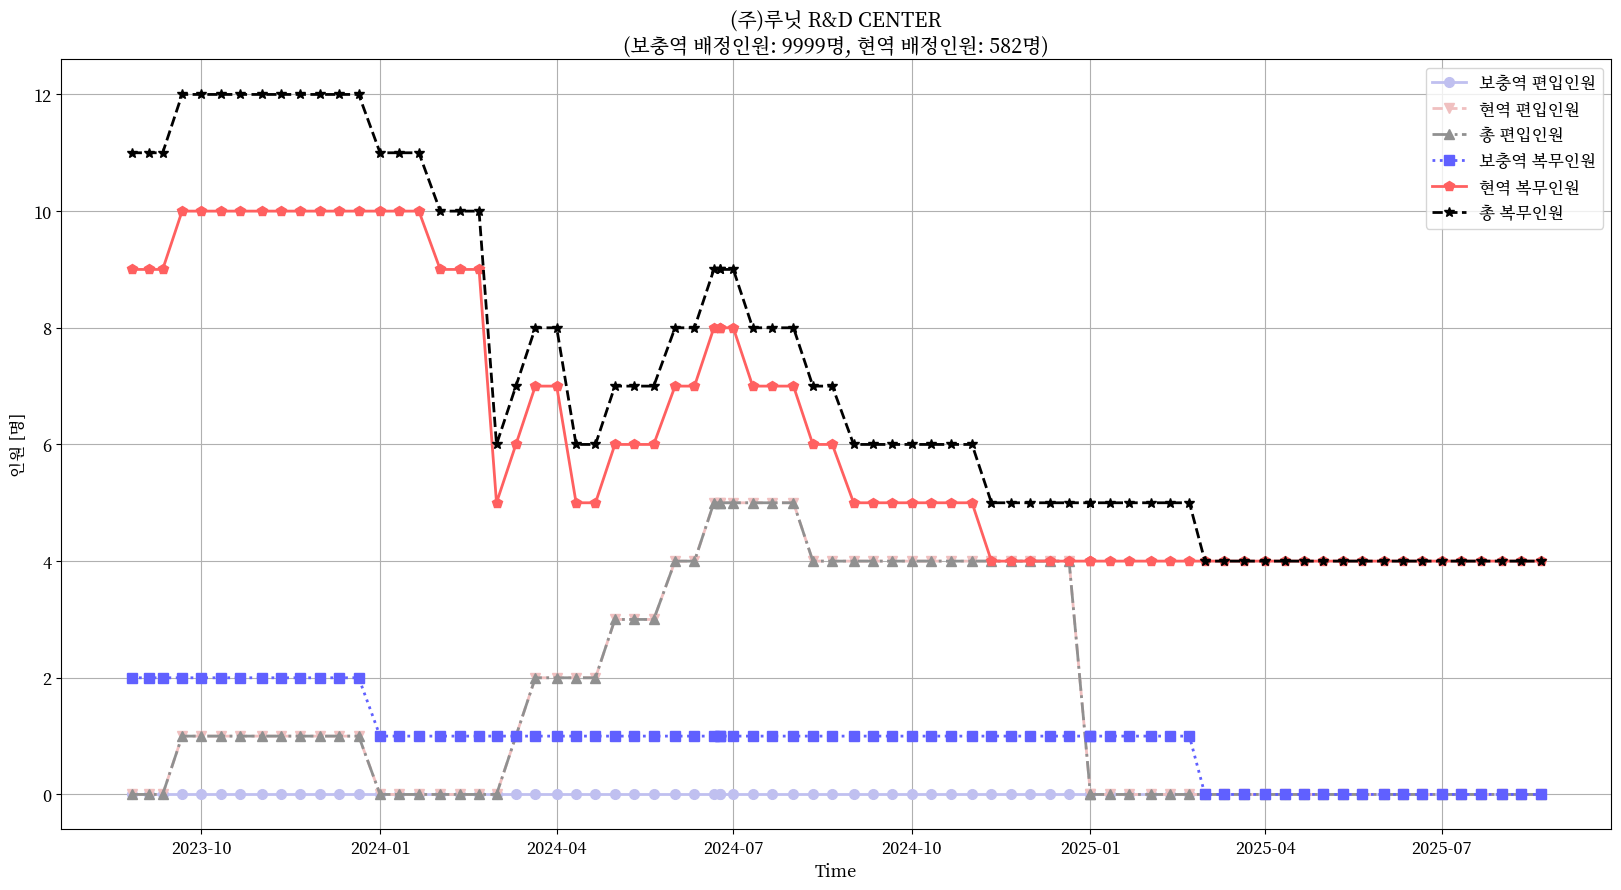 (주)루닛 R&D CENTER
(보충역 배정인원: 9999명, 현역 배정인원: 582명)
보충역 편입인원
현역 편입인원
총 편입인원
보충역 복무인원
현역 복무인원
총 복무인원
인원 [명]
12
10
8
6
4
2
0
2023-10
2024-01
2024-04
2024-07
2024-10
2025-01
2025-04
2025-07
Time